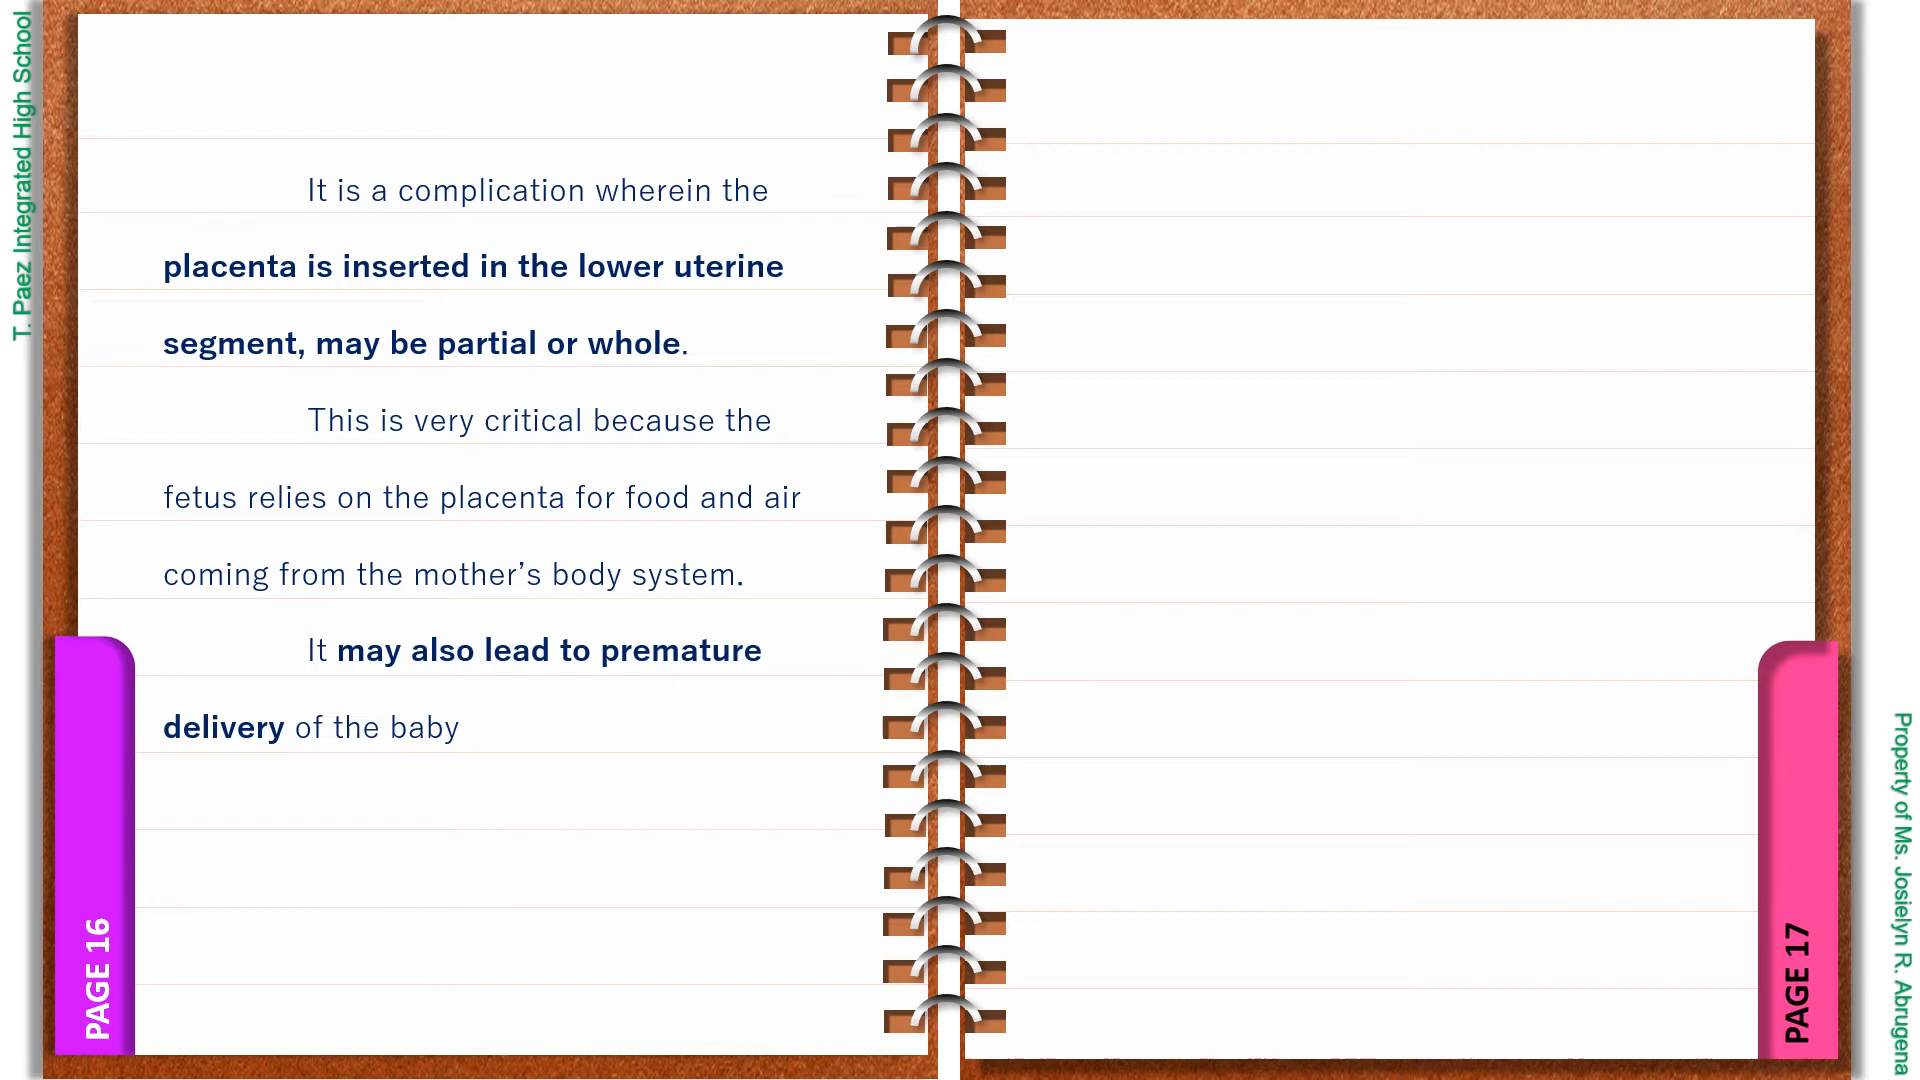 T. Paez Integrated High School
It is a complication wherein the
placenta is inserted in the lower uterine
segment, may be partial or whole.
This is very critical because the
fetus relies on the placenta for food and air
coming from the mother’s body system.
It may also lead to premature
delivery of the baby
PAGE 16
PAGE 17
Property of Ms. Josielyn R. Abrugena